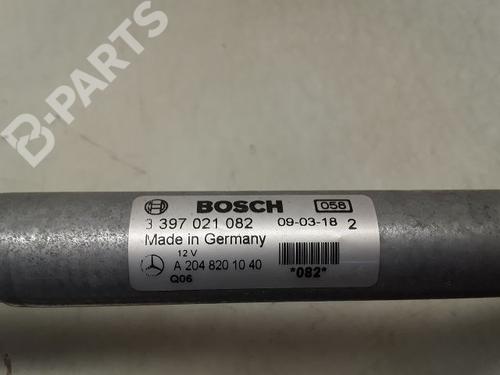 B-PARTS
BOSCH 058
3 397 021 082 09-03-18 2
Made in Germany
12 V
A 204 820 10 40 *082*
Q06